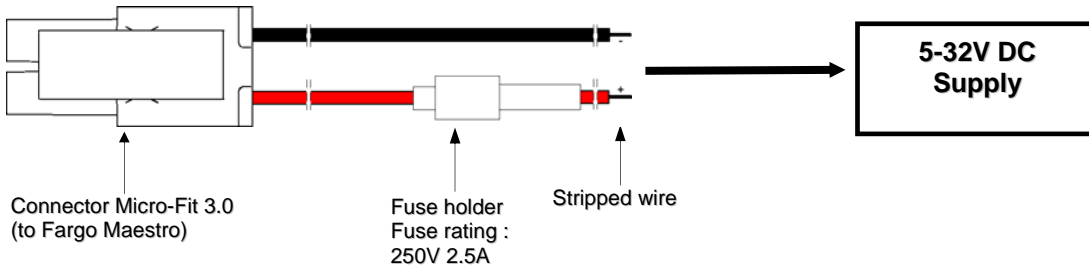 5-32V DC
Supply
-
+
Connector Micro-Fit 3.0
(to Fargo Maestro)
Fuse holder
Fuse rating :
250V 2.5A
Stripped wire